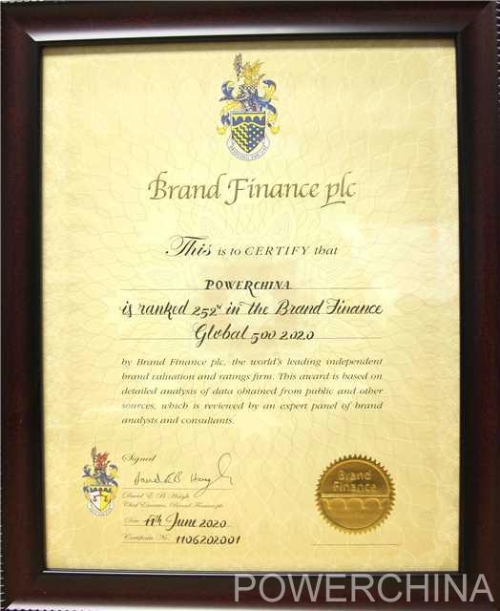 Brand Finance plc
This is to CERTIFY that
POWERCHINA
is ranked 252nd in the Brand Finance
Global 500 2020
by Brand Finance plc, the world's leading independent
brand valuation and ratings firm. This award is based on
detailed analysis of data obtained from public and other
sources, which is reviewed by an expert panel of brand
analysts and consultants.
Signed
David E B Haigh
Chief Executive, Brand Finance plc
Date 11th June 2020
Certificate No. 1106202001
Brand
Finance
POWERCHINA